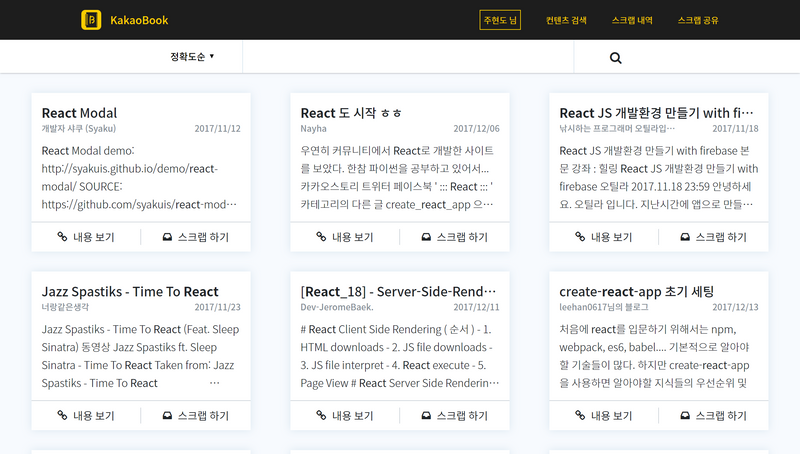 KakaoBook
주현도 님
컨텐츠 검색
스크랩 내역
스크랩 공유
정확도순 ▼
React Modal
개발자 샤쿠 (Syaku) 2017/11/12
React Modal demo:
http://syakuis.github.io/demo/react-
modal/ SOURCE:
https://github.com/syakuis/react-mod…
내용 보기 스크랩 하기
React 도 시작 ㅎㅎ
Nayha 2017/12/06
우연히 커뮤니티에서 React로 개발한 사이트
를 보았다. 한참 파이썬을 공부하고 있어서...
카카오스토리 트위터 페이스북 ' ::: React ::: '
카테고리의 다른 글 create_react_app 으…
내용 보기 스크랩 하기
React JS 개발환경 만들기 with fi…
낚시하는 프로그래머 오틸라입… 2017/11/18
React JS 개발환경 만들기 with firebase 본
문 강좌 : 힐링 React JS 개발환경 만들기 with
firebase 오틸라 2017.11.18 23:59 안녕하세
요. 오틸라 입니다. 지난시간에 앱으로 만들…
내용 보기 스크랩 하기
Jazz Spastiks - Time To React
너랑같은생각 2017/11/23
Jazz Spastiks - Time To React (Feat. Sleep
Sinatra) 동영상 Jazz Spastiks ft. Sleep
Sinatra - Time To React Taken from: Jazz
Spastiks - Time To React …
내용 보기 스크랩 하기
[React_18] - Server-Side-Rend…
Dev-JeromeBaek. 2017/12/11
# React Client Side Rendering ( 순서 ) - 1.
HTML downloads - 2. JS file downloads -
3. JS file interpret - 4. React execute - 5.
Page View # React Server Side Renderin…
내용 보기 스크랩 하기
create-react-app 초기 세팅
leehan0617님의 블로그 2017/12/13
처음에 react를 입문하기 위해서는 npm,
webpack, es6, babel.... 기본적으로 알아야
할 기술들이 많다. 하지만 create-react-app
을 사용하면 알아야할 지식들의 우선순위 및
내용 보기 스크랩 하기